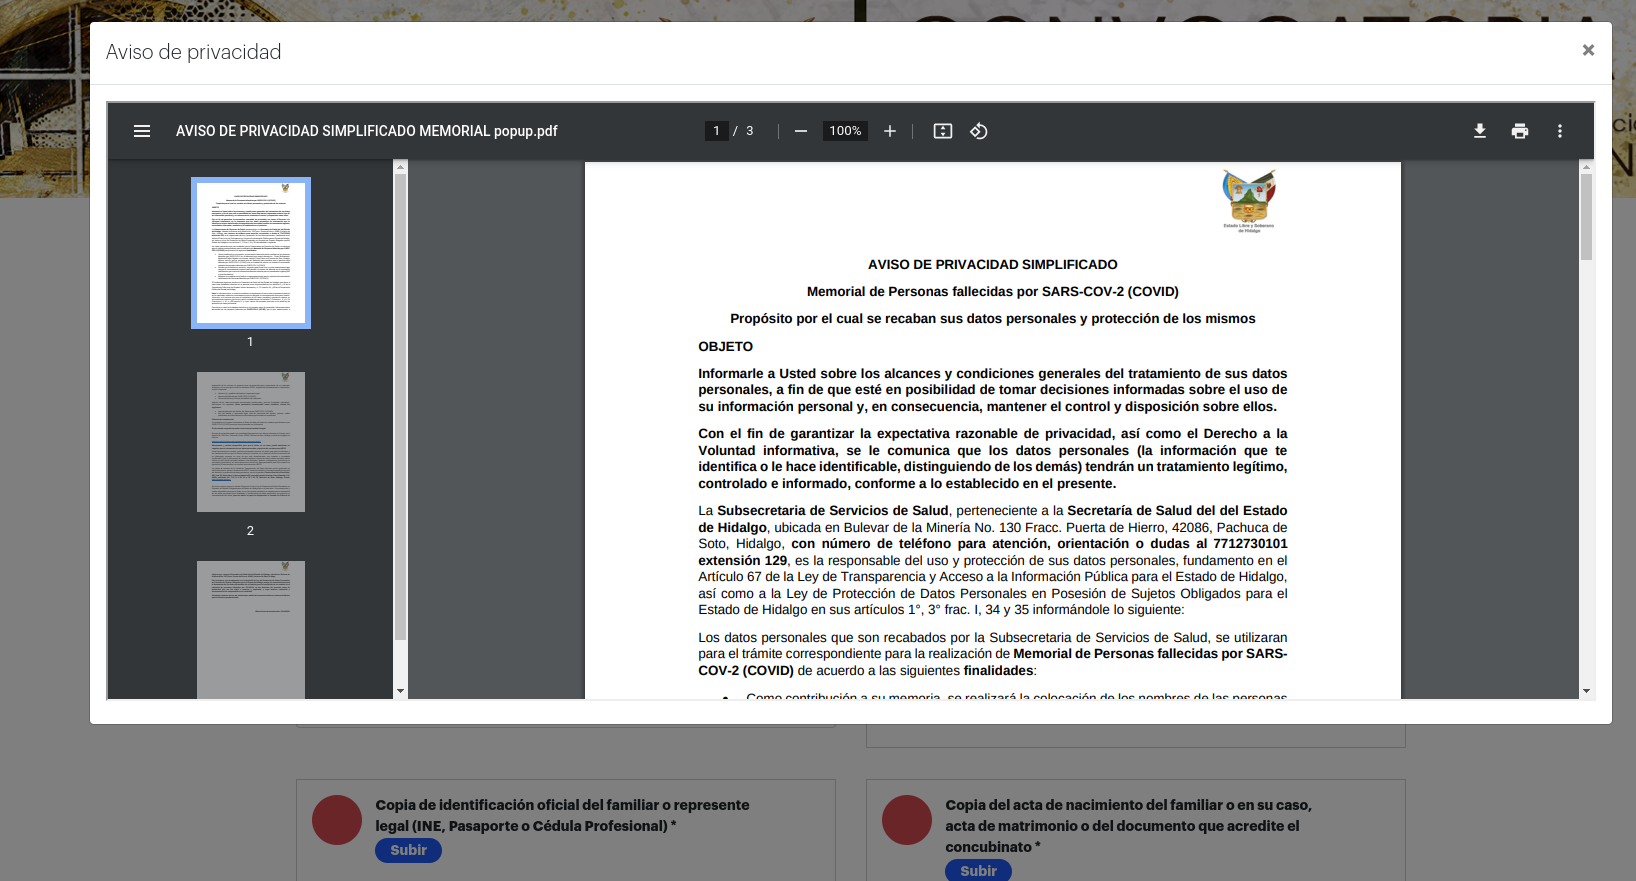 CONVOCATORIA
Aviso de privacidad
×
AVISO DE PRIVACIDAD SIMPLIFICADO MEMORIAL popup.pdf
1 / 3
100%
1
2
Estado Libre y Soberano
de Hidalgo
AVISO DE PRIVACIDAD SIMPLIFICADO
Memorial de Personas fallecidas por SARS-COV-2 (COVID)
Propósito por el cual se recaban sus datos personales y protección de los mismos
OBJETO
Informarle a Usted sobre los alcances y condiciones generales del tratamiento de sus datos
personales, a fin de que esté en posibilidad de tomar decisiones informadas sobre el uso de
su información personal y, en consecuencia, mantener el control y disposición sobre ellos.
Con el fin de garantizar la expectativa razonable de privacidad, así como el Derecho a la
Voluntad informativa, se le comunica que los datos personales (la información que te
identifica o le hace identificable, distinguiendo de los demás) tendrán un tratamiento legítimo,
controlado e informado, conforme a lo establecido en el presente.
La Subsecretaria de Servicios de Salud, perteneciente a la Secretaría de Salud del del Estado
de Hidalgo, ubicada en Bulevar de la Minería No. 130 Fracc. Puerta de Hierro, 42086, Pachuca de
Soto, Hidalgo, con número de teléfono para atención, orientación o dudas al 7712730101
extensión 129, es la responsable del uso y protección de sus datos personales, fundamento en el
Artículo 67 de la Ley de Transparencia y Acceso a la Información Pública para el Estado de Hidalgo,
así como a la Ley de Protección de Datos Personales en Posesión de Sujetos Obligados para el
Estado de Hidalgo en sus artículos 1°, 3° frac. I, 34 y 35 informándole lo siguiente:
Los datos personales que son recabados por la Subsecretaria de Servicios de Salud, se utilizaran
para el trámite correspondiente para la realización de Memorial de Personas fallecidas por SARS-
COV-2 (COVID) de acuerdo a las siguientes finalidades:
• Como contribución a su memoria, se realizará la colocación de los nombres de las personas
Copia de identificación oficial del familiar o represente
legal (INE, Pasaporte o Cédula Profesional) *
Subir
Copia del acta de nacimiento del familiar o en su caso,
acta de matrimonio o del documento que acredite el
concubinato *
Subir